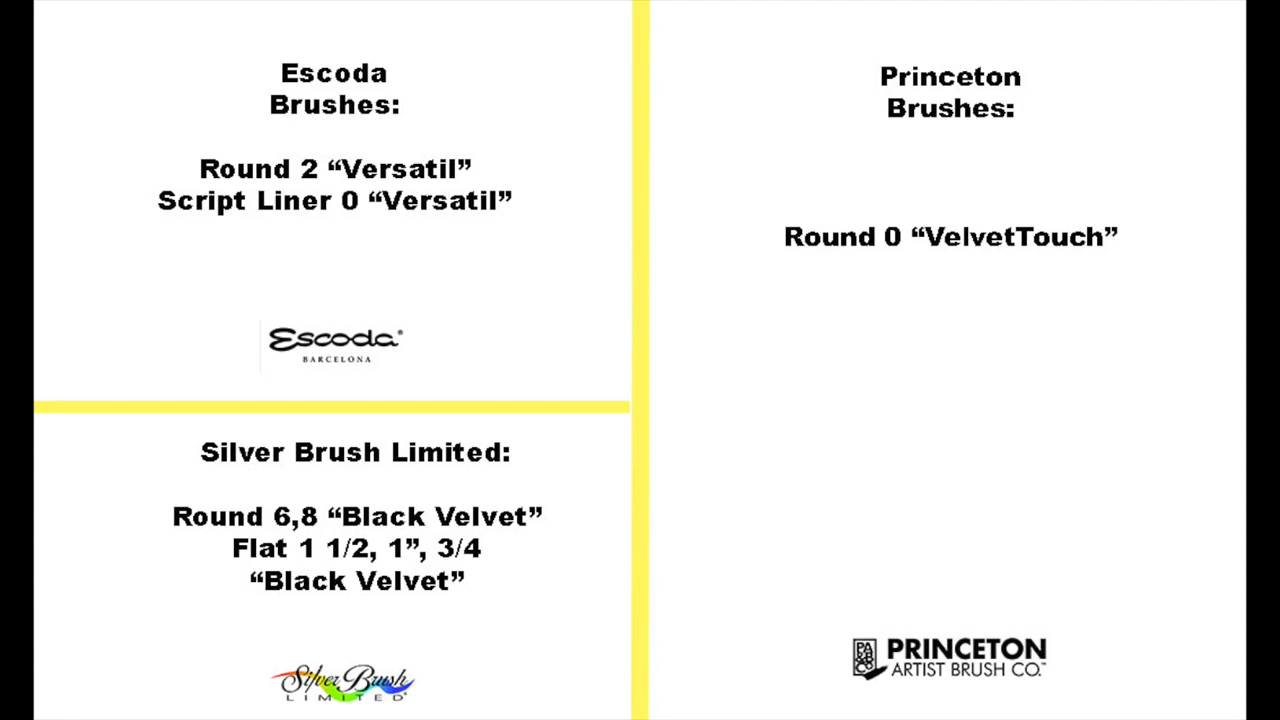 Escoda
Brushes:
Round 2 “Versatil”
Script Liner 0 “Versatil”
Escoda®
BARCELONA
Silver Brush Limited:
Round 6,8 “Black Velvet”
Flat 1 1/2, 1”, 3/4
“Black Velvet”
Silver Brush
LIMITED®
Princeton
Brushes:
Round 0 “VelvetTouch”
PRINCETON
ARTIST BRUSH CO.™